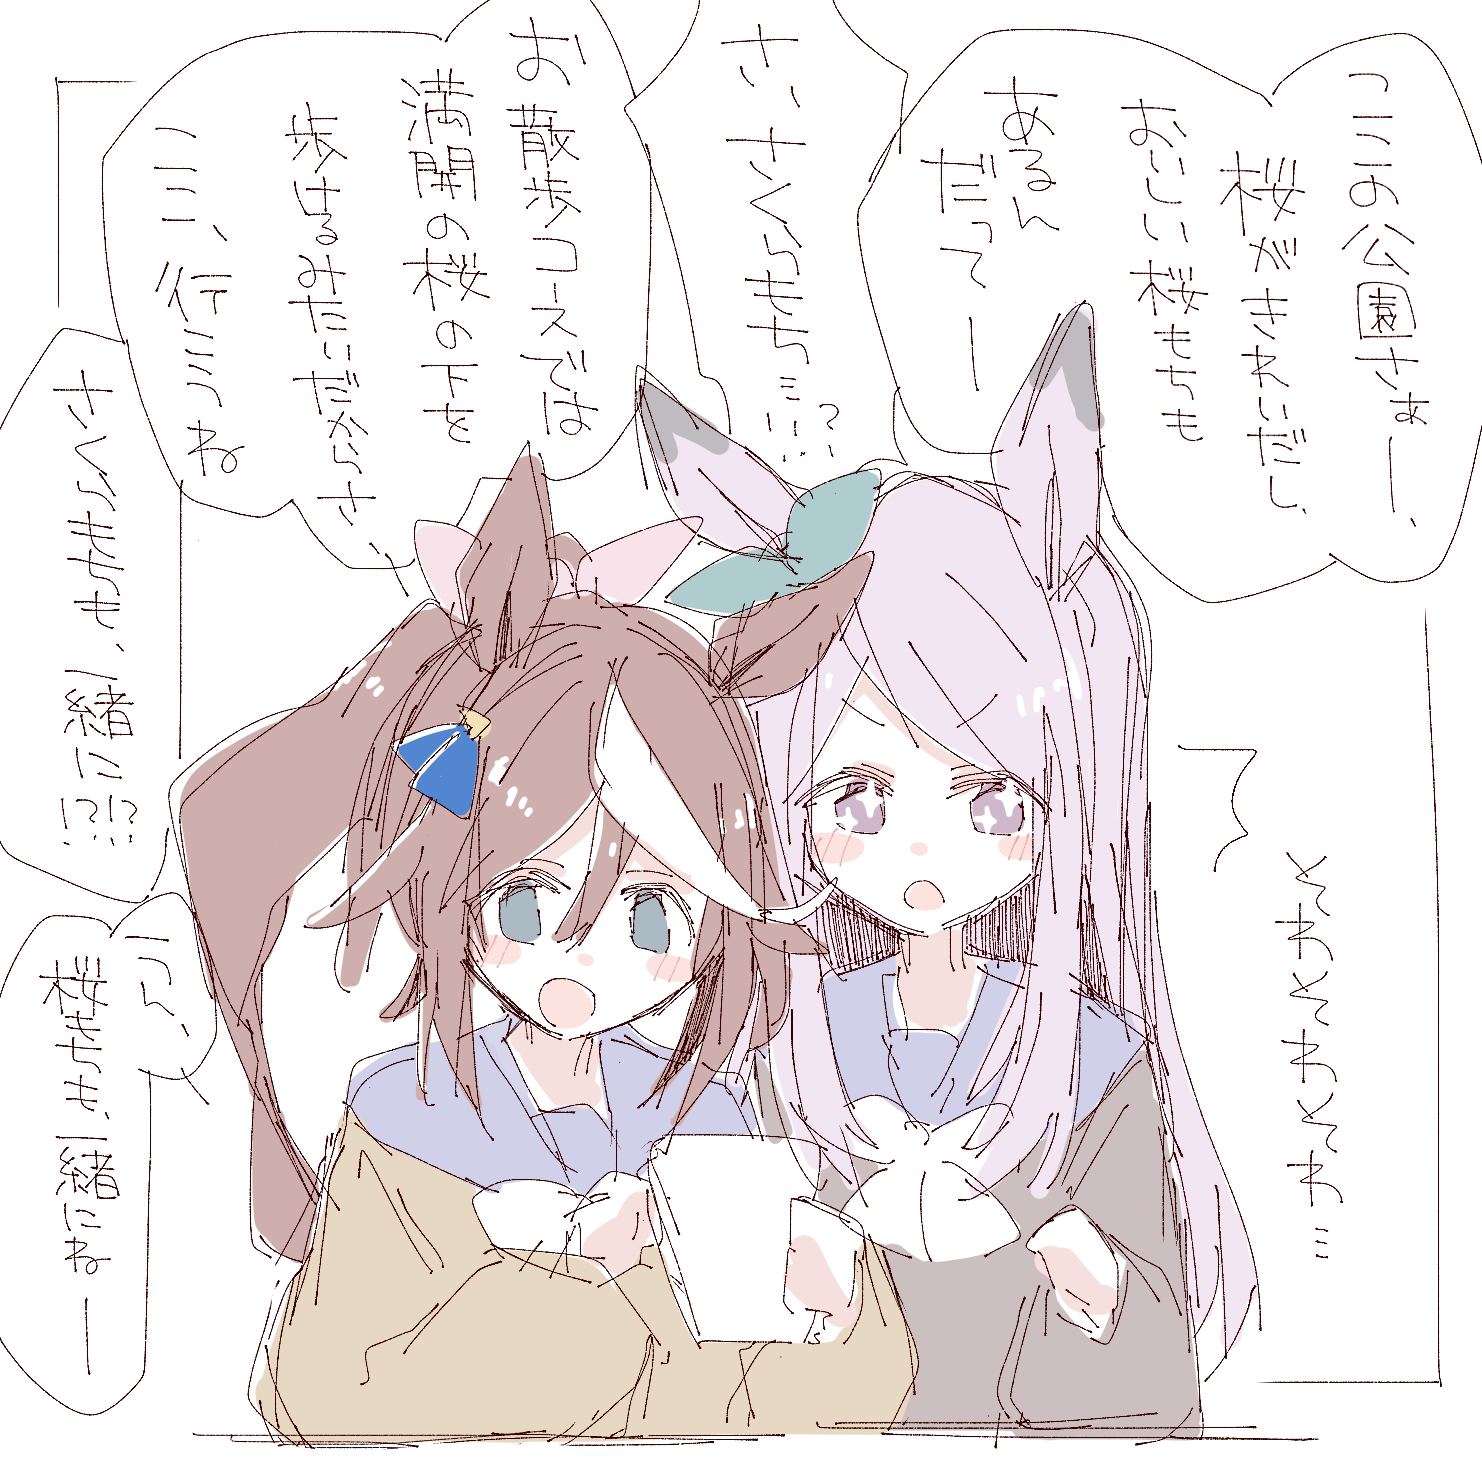 ここの公園さぁー、
桜がきれいだし、
おいしい桜もちも
あるん
だってー
さ、さくらもち…!?
お散歩コースでは
満開の桜の下を
歩けるみたいだからさ、
ここ、行こうね
さくらもちも、一緒に!?!?
うん、
桜もちも、一緒にねー
そわそわそわそわ…